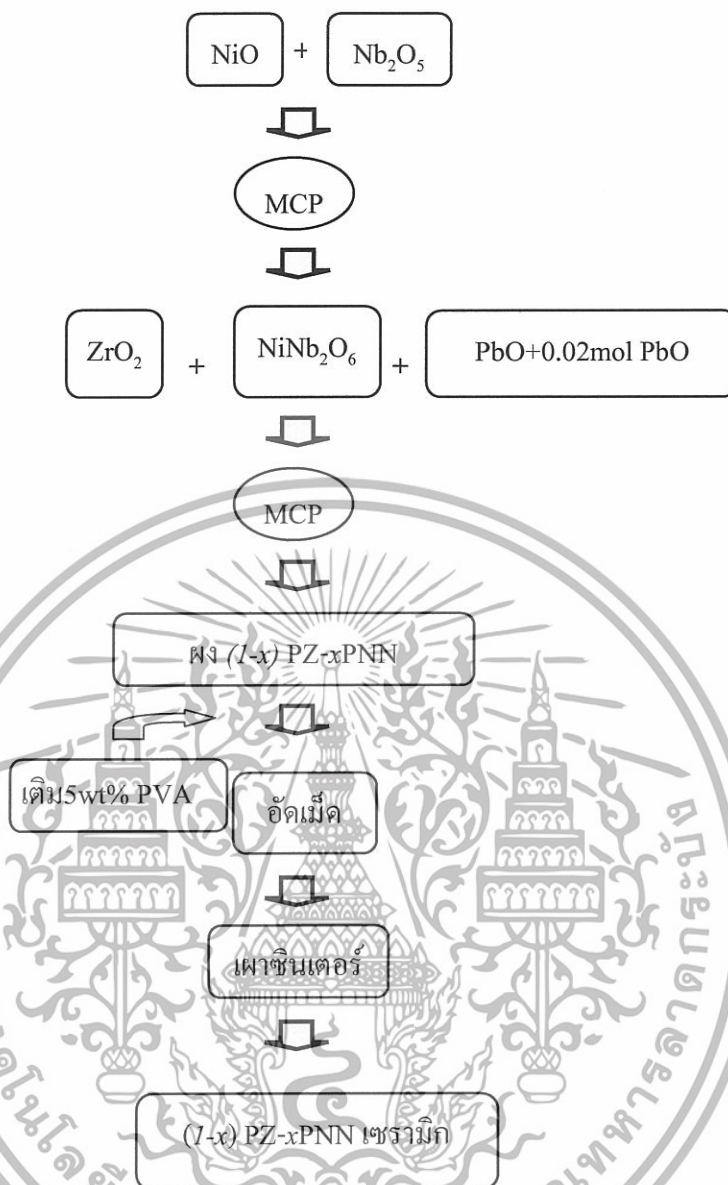 NiO + Nb₂O₅
MCP
ZrO₂ + NiNb₂O₆ + PbO+0.02mol PbO
MCP
ผง (1-x) PZ-xPNN
เติม5wt% PVA
อัดเม็ด
เผาซินเตอร์
(1-x) PZ-xPNN เซรามิก